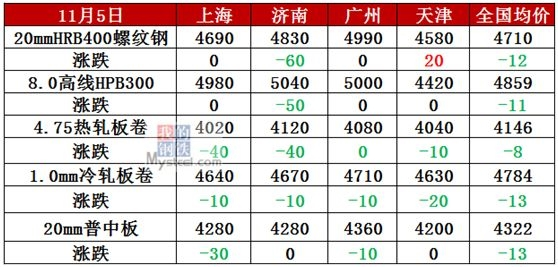 11月5日 上海 济南 广州 天津 全国均价
20mmHRB400螺纹钢 4690 4830 4990 4580 4710
涨跌 0 -60 0 20 -12
8.0高线HPB300 4980 5040 5000 4420 4859
涨跌 0 -50 0 0 -11
4.75热轧板卷 4020 4120 4080 4040 4146
涨跌 -40 -40 0 -10 -8
1.0mm冷轧板卷 4640 4670 4710 4630 4784
涨跌 -10 -10 -10 -20 -13
20mm普中板 4280 4280 4360 4200 4322
涨跌 -30 0 -10 0 -13
我的钢铁
Mysteel.com